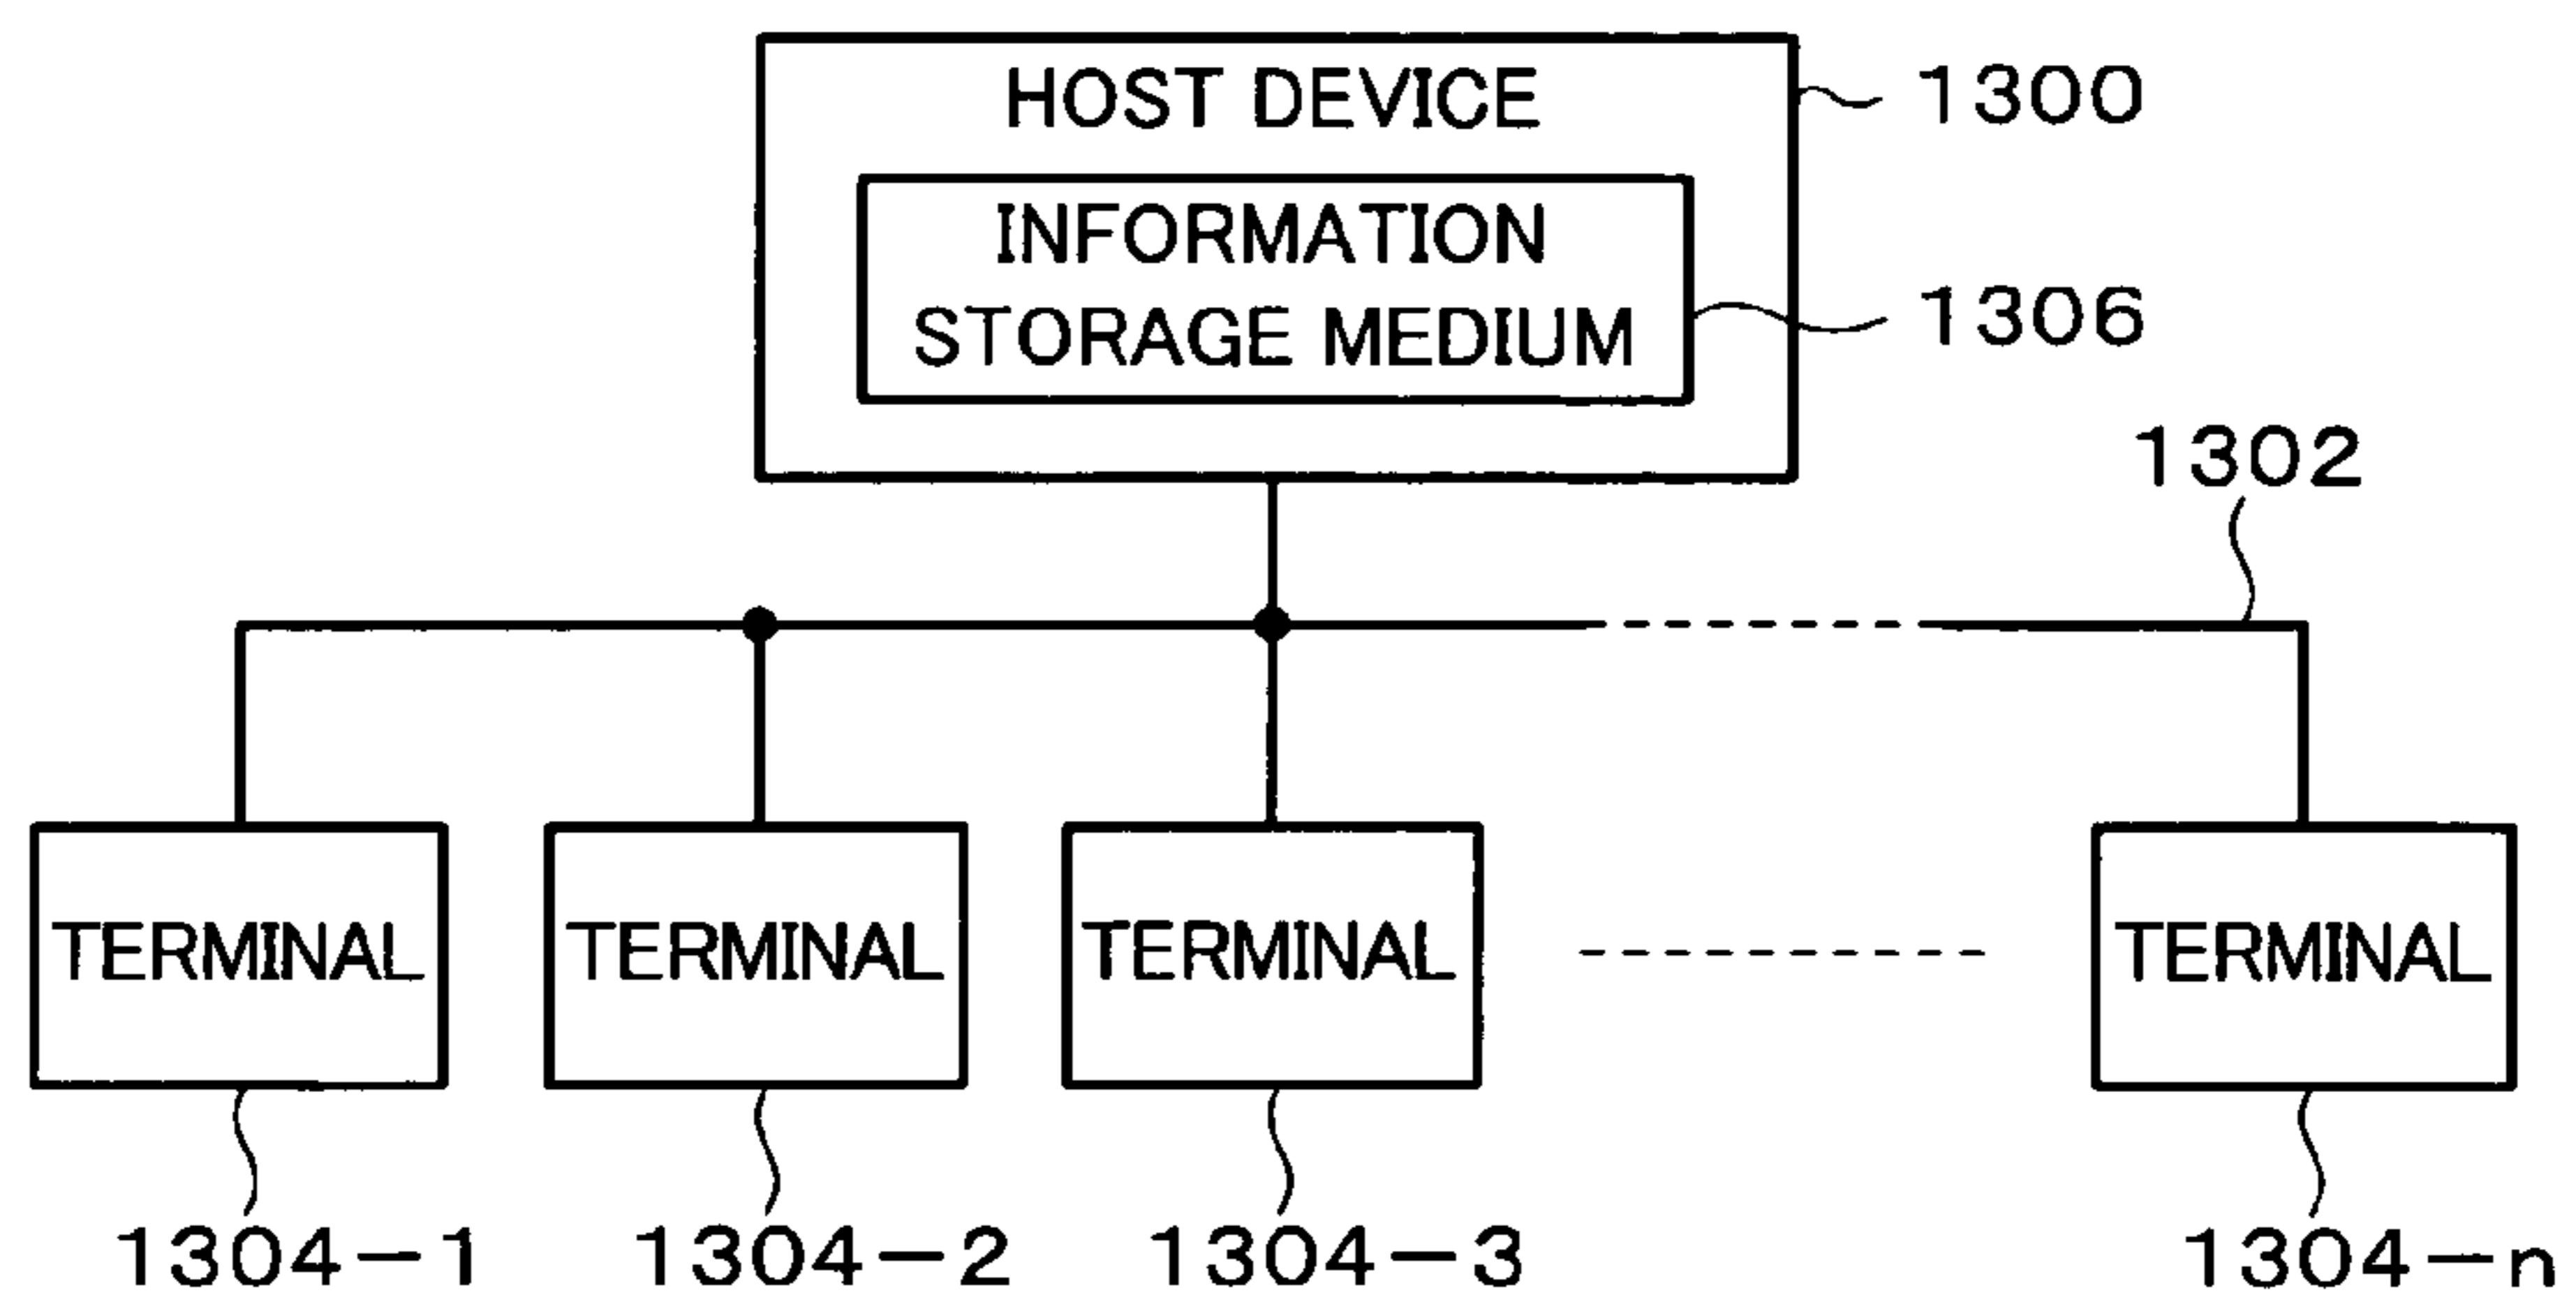 HOST DEVICE
1300
INFORMATION
STORAGE MEDIUM
1306
1302
TERMINAL
TERMINAL
TERMINAL
TERMINAL
1304-1
1304-2
1304-3
1304-n